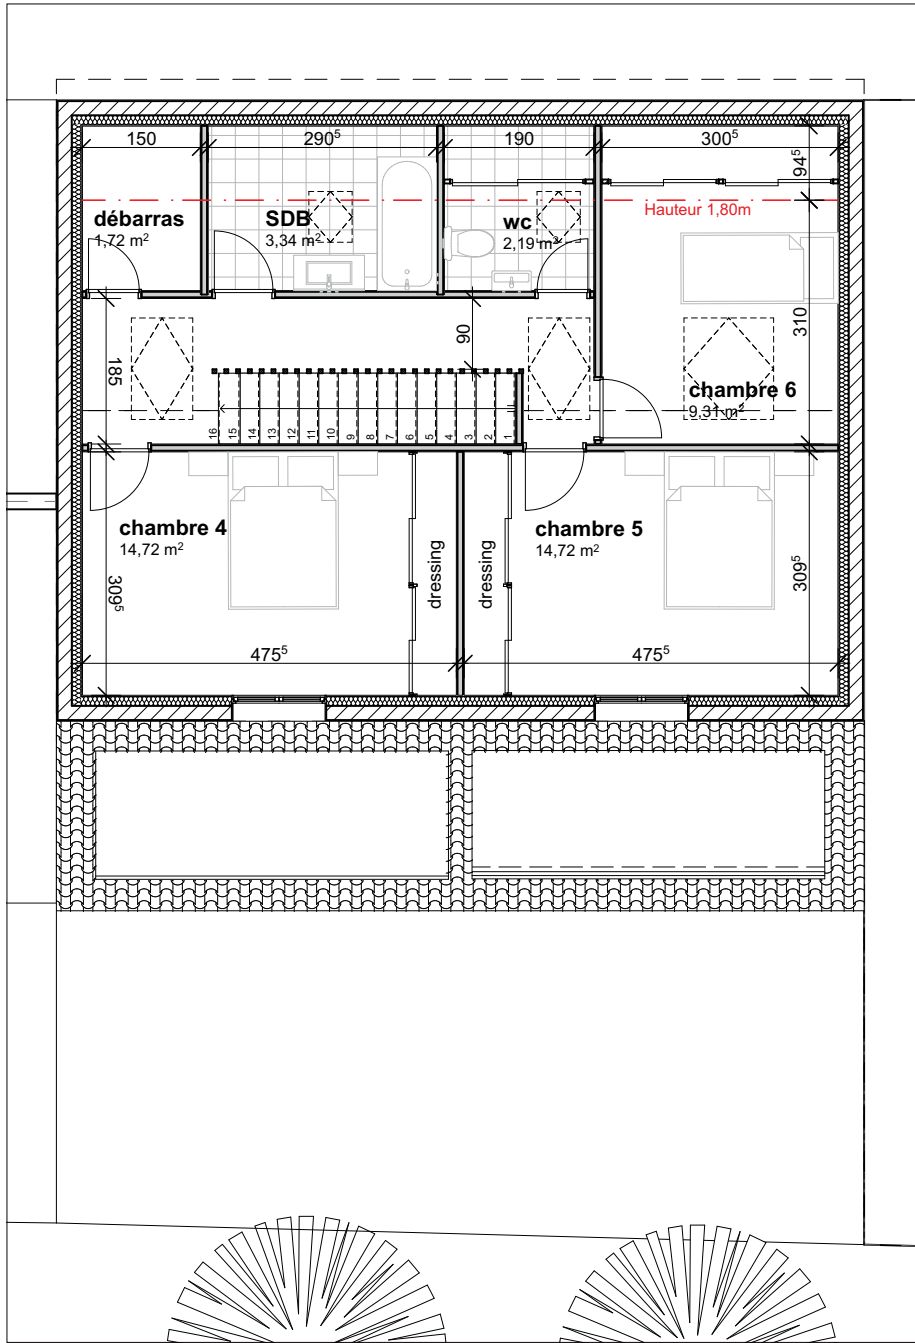 150
290⁵
190
300⁵
94⁵
Hauteur 1,80m
débarras
1,72 m²
SDB
3,34 m²
wc
2,19 m²
310
90
185
chambre 6
9,31 m²
16
15
14
13
12
11
10
9
8
7
6
5
4
3
2
1
chambre 4
14,72 m²
dressing
dressing
chambre 5
14,72 m²
309⁵
309⁵
475⁵
475⁵